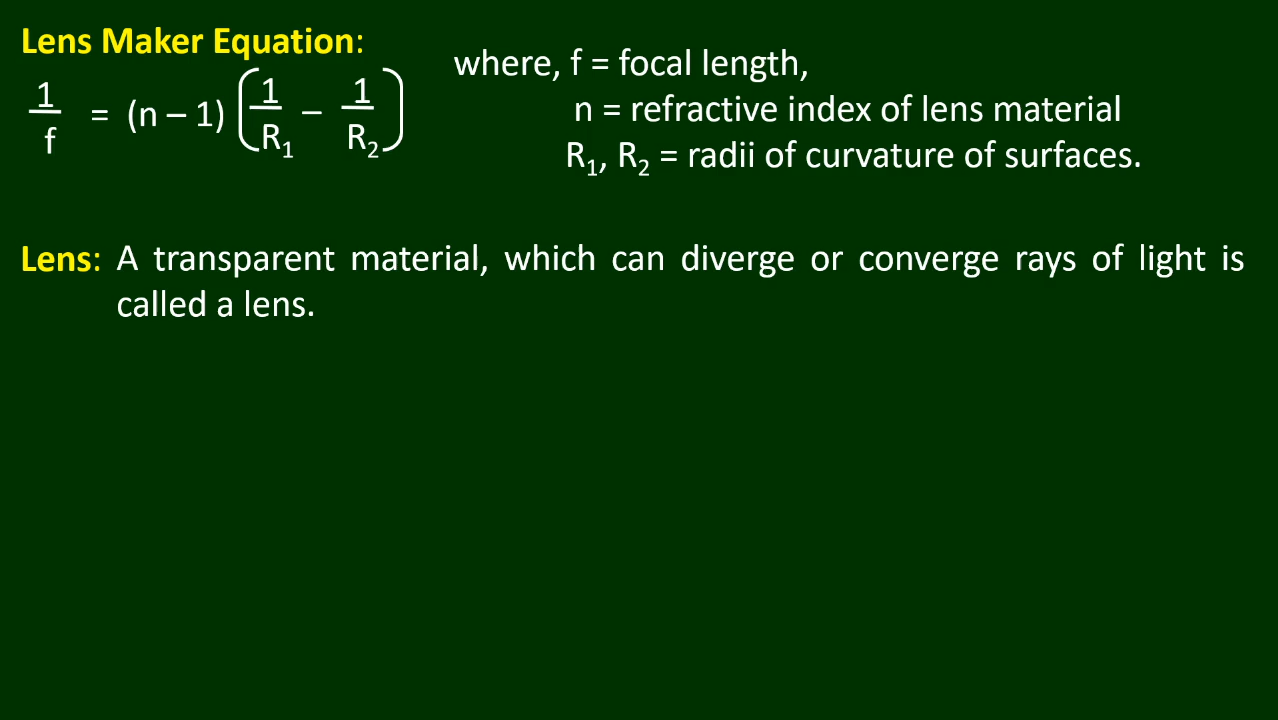 Lens Maker Equation:
1/f = (n – 1) (1/R₁ – 1/R₂)
where, f = focal length,
n = refractive index of lens material
R₁, R₂ = radii of curvature of surfaces.
Lens: A transparent material, which can diverge or converge rays of light is
called a lens.